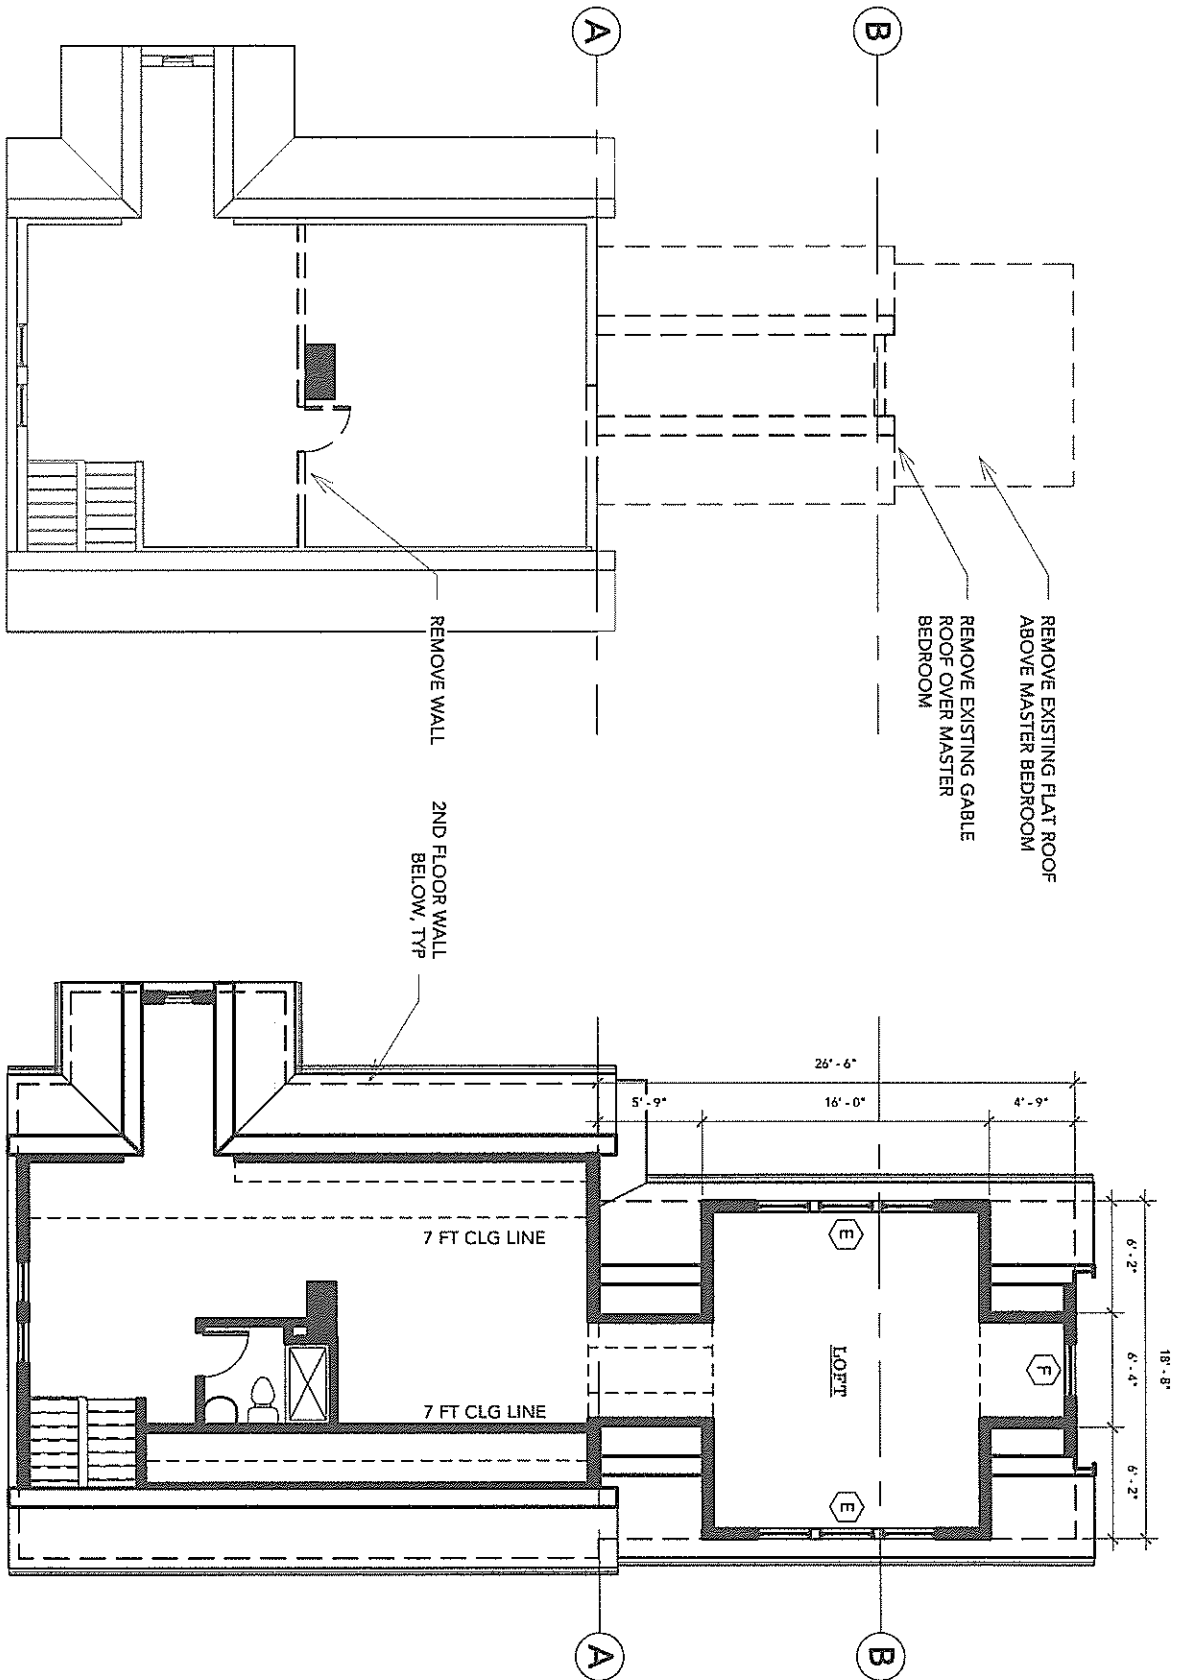 A
B
REMOVE EXISTING FLAT ROOF
ABOVE MASTER BEDROOM
REMOVE EXISTING GABLE
ROOF OVER MASTER
BEDROOM
REMOVE WALL
2ND FLOOR WALL
BELOW, TYP
26' - 6"
5' - 9"
16' - 0"
4' - 9"
18' - 8"
6' - 2"
6' - 4"
6' - 2"
7 FT CLG LINE
7 FT CLG LINE
LOFT
E
F
E
A
B